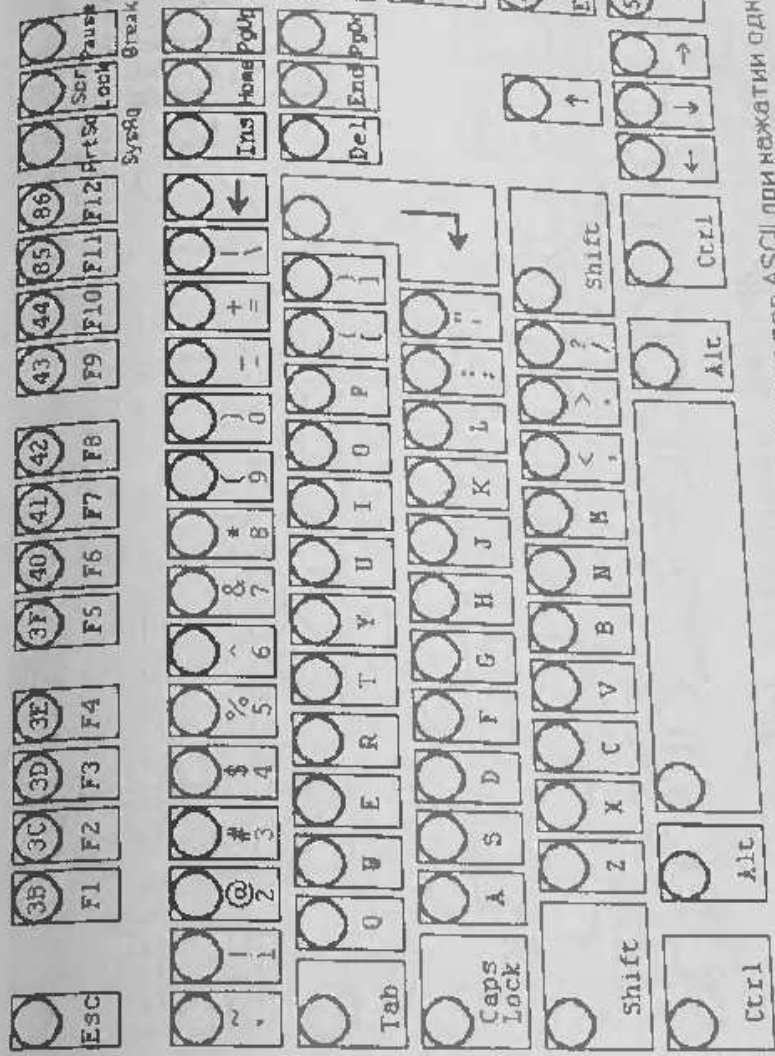 ESC 3B F1 3C F2 3D F3 3E F4 3F F5 40 F6 41 F7 42 F8 43 F9 44 F10 85 F11 86 F12 PrtSc Scr Lock Pause
SysRq Break
~ ` ! 1 @ 2 # 3 $ 4 % 5 ^ 6 & 7 * 8 ( 9 ) 0 _ - + = | \ ← Ins Home PgUp
Tab Q W E R T Y U I O P { [ } ] Del End PgDn
Caps Lock A S D F G H J K L : ; " '
Shift Z X C V B N M < , > . ? / Shift ↑
Ctrl Alt Alt Ctrl ← ↓ →
ASCII при нажатии